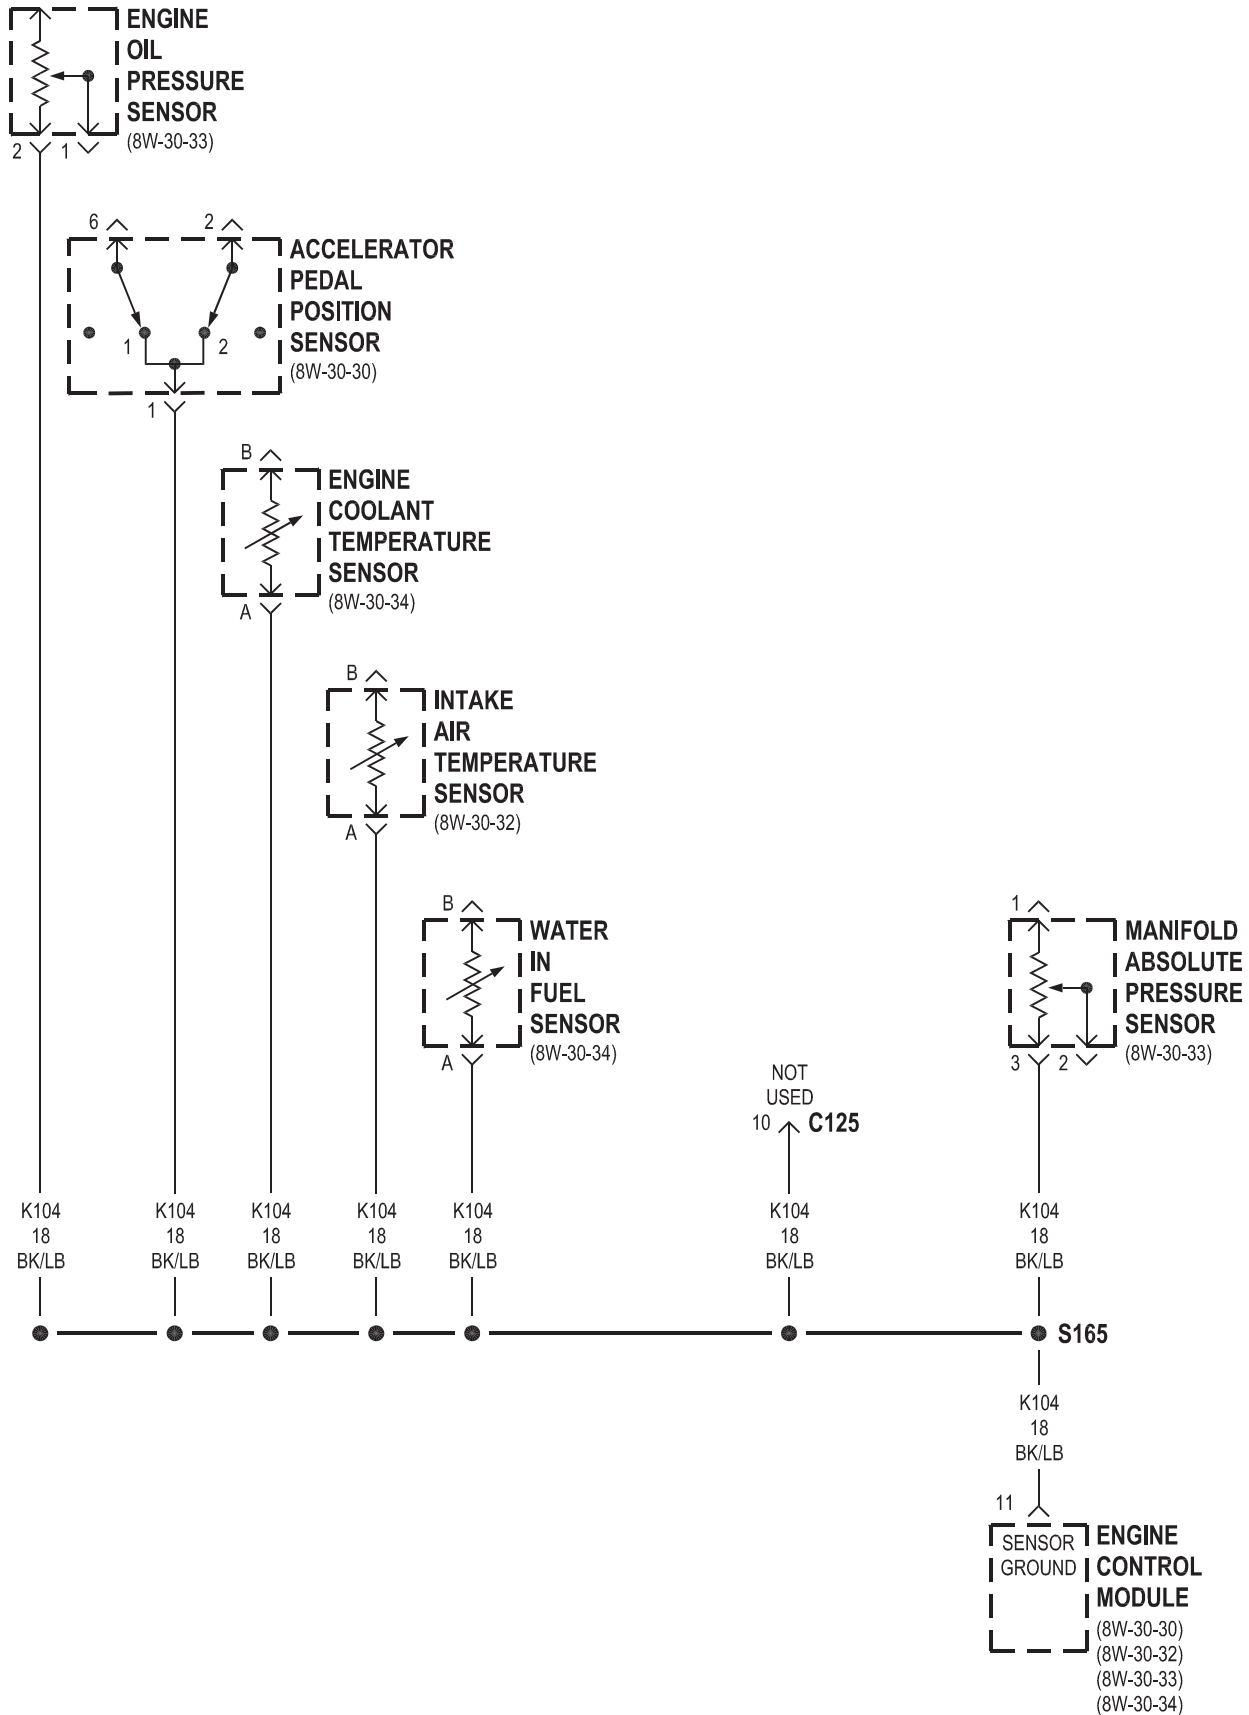 ENGINE
OIL
PRESSURE
SENSOR
(8W-30-33)
2
1
6
2
ACCELERATOR
PEDAL
POSITION
SENSOR
(8W-30-30)
1
2
1
B
ENGINE
COOLANT
TEMPERATURE
SENSOR
(8W-30-34)
A
B
INTAKE
AIR
TEMPERATURE
SENSOR
(8W-30-32)
A
B
WATER
IN
FUEL
SENSOR
(8W-30-34)
A
1
MANIFOLD
ABSOLUTE
PRESSURE
SENSOR
(8W-30-33)
3
2
NOT
USED
10 C125
K104 K104 K104 K104 K104 K104 K104
18 18 18 18 18 18 18
BK/LB BK/LB BK/LB BK/LB BK/LB BK/LB BK/LB
S165
K104
18
BK/LB
11
SENSOR
GROUND
ENGINE
CONTROL
MODULE
(8W-30-30)
(8W-30-32)
(8W-30-33)
(8W-30-34)